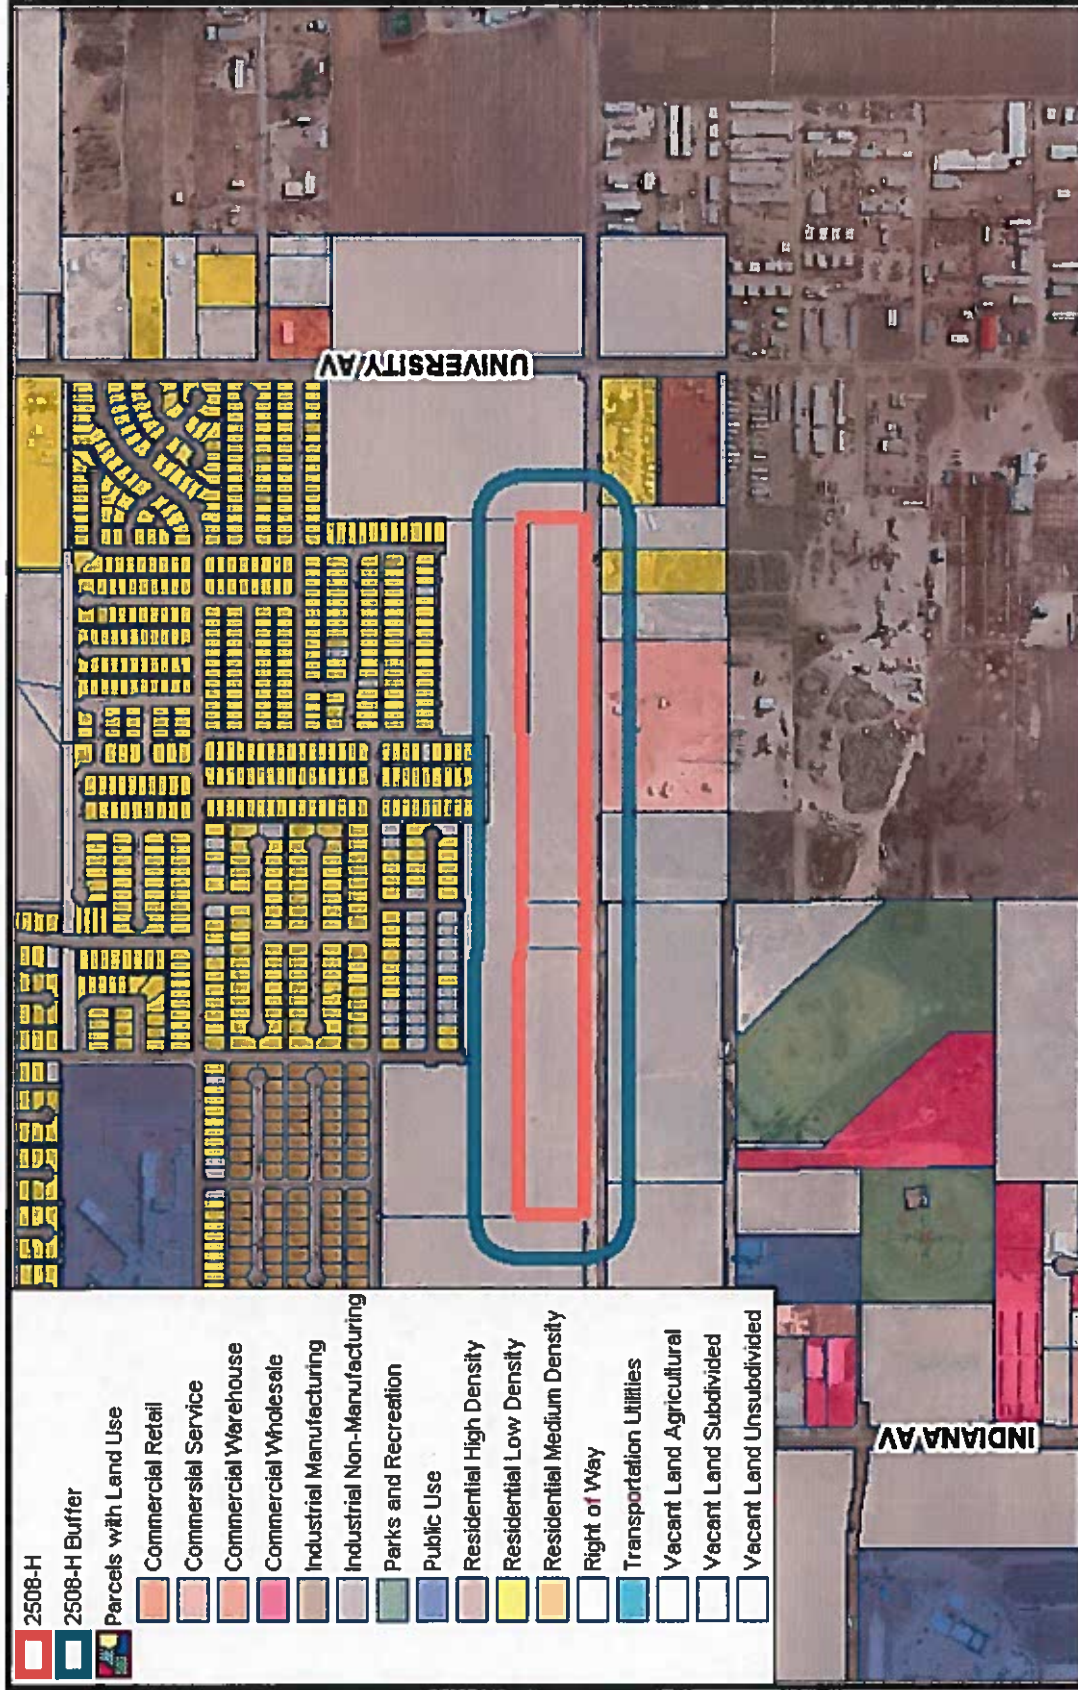 2508-H
2508-H Buffer
Parcels with Land Use
Commercial Retail
Commersial Service
Commercial Warehouse
Commercial Wholesale
Industrial Manufacturing
Industrial Non-Manufacturing
Parks and Recreation
Public Use
Residential High Density
Residential Low Density
Residential Medium Density
Right of Way
Transportation Utilities
Vacant Land Agricultural
Vacant Land Subdivided
Vacant Land Unsubdivided
UNIVERSITY AV
INDIANA AV